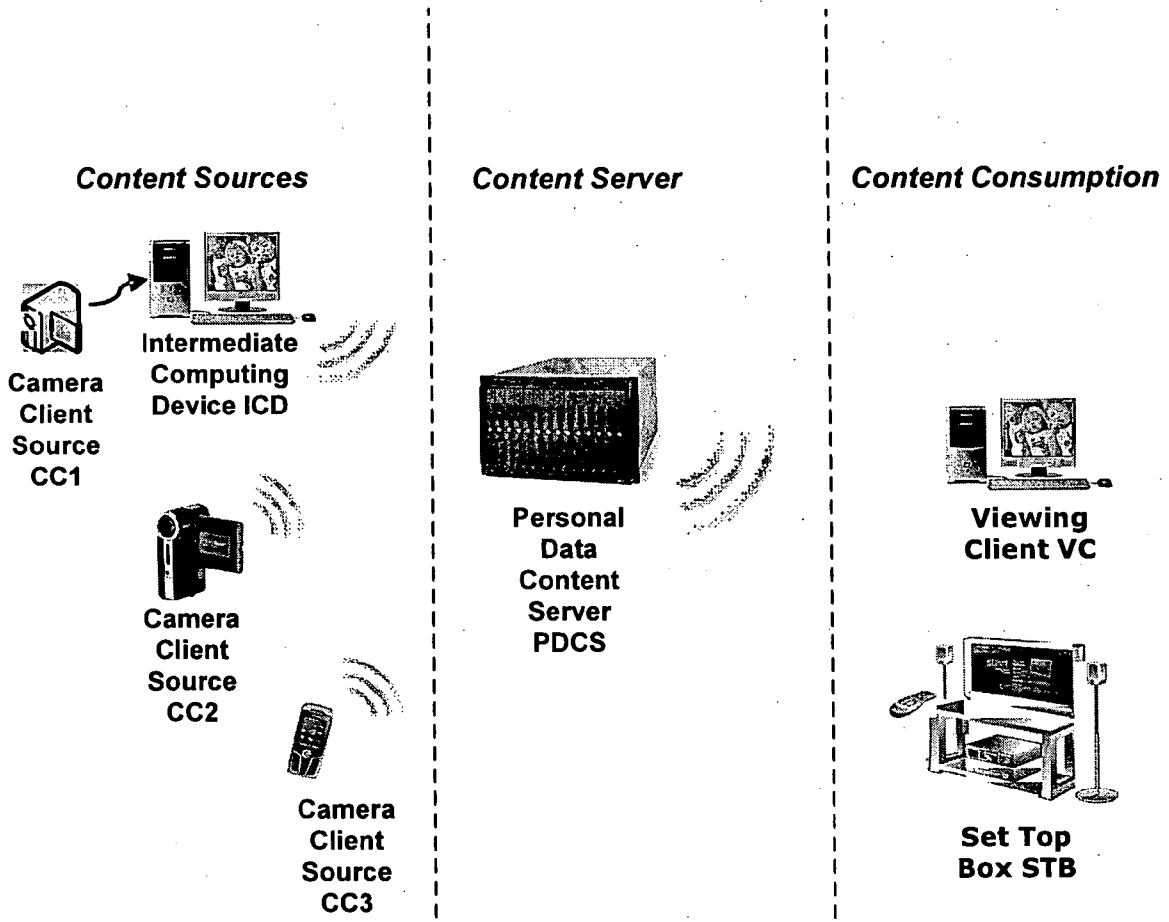 Content Sources
Content Server
Content Consumption
Intermediate
Computing
Device ICD
Camera
Client
Source
CC1
Camera
Client
Source
CC2
Camera
Client
Source
CC3
Personal
Data
Content
Server
PDCS
Viewing
Client VC
Set Top
Box STB